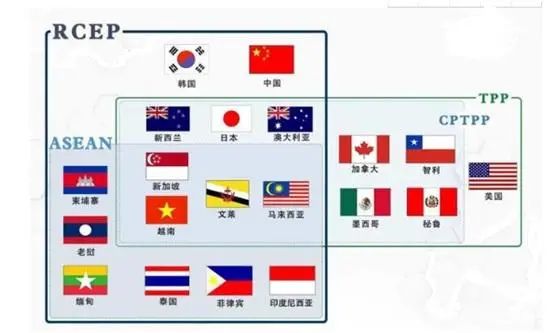 RCEP
韩国 中国
TPP
CPTPP
新西兰 日本 澳大利亚
ASEAN
加拿大 智利
美国
新加坡
柬埔寨 文莱 马来西亚
越南 墨西哥 秘鲁
老挝
缅甸 泰国 菲律宾 印度尼西亚